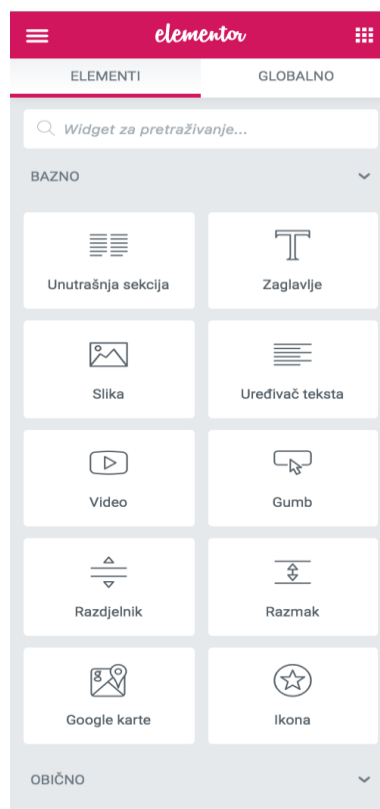 elementor
ELEMENTI GLOBALNO
Widget za pretraživanje...
BAZNO
Unutrašnja sekcija Zaglavlje
Slika Uređivač teksta
Video Gumb
Razdjelnik Razmak
Google karte Ikona
OBIČNO